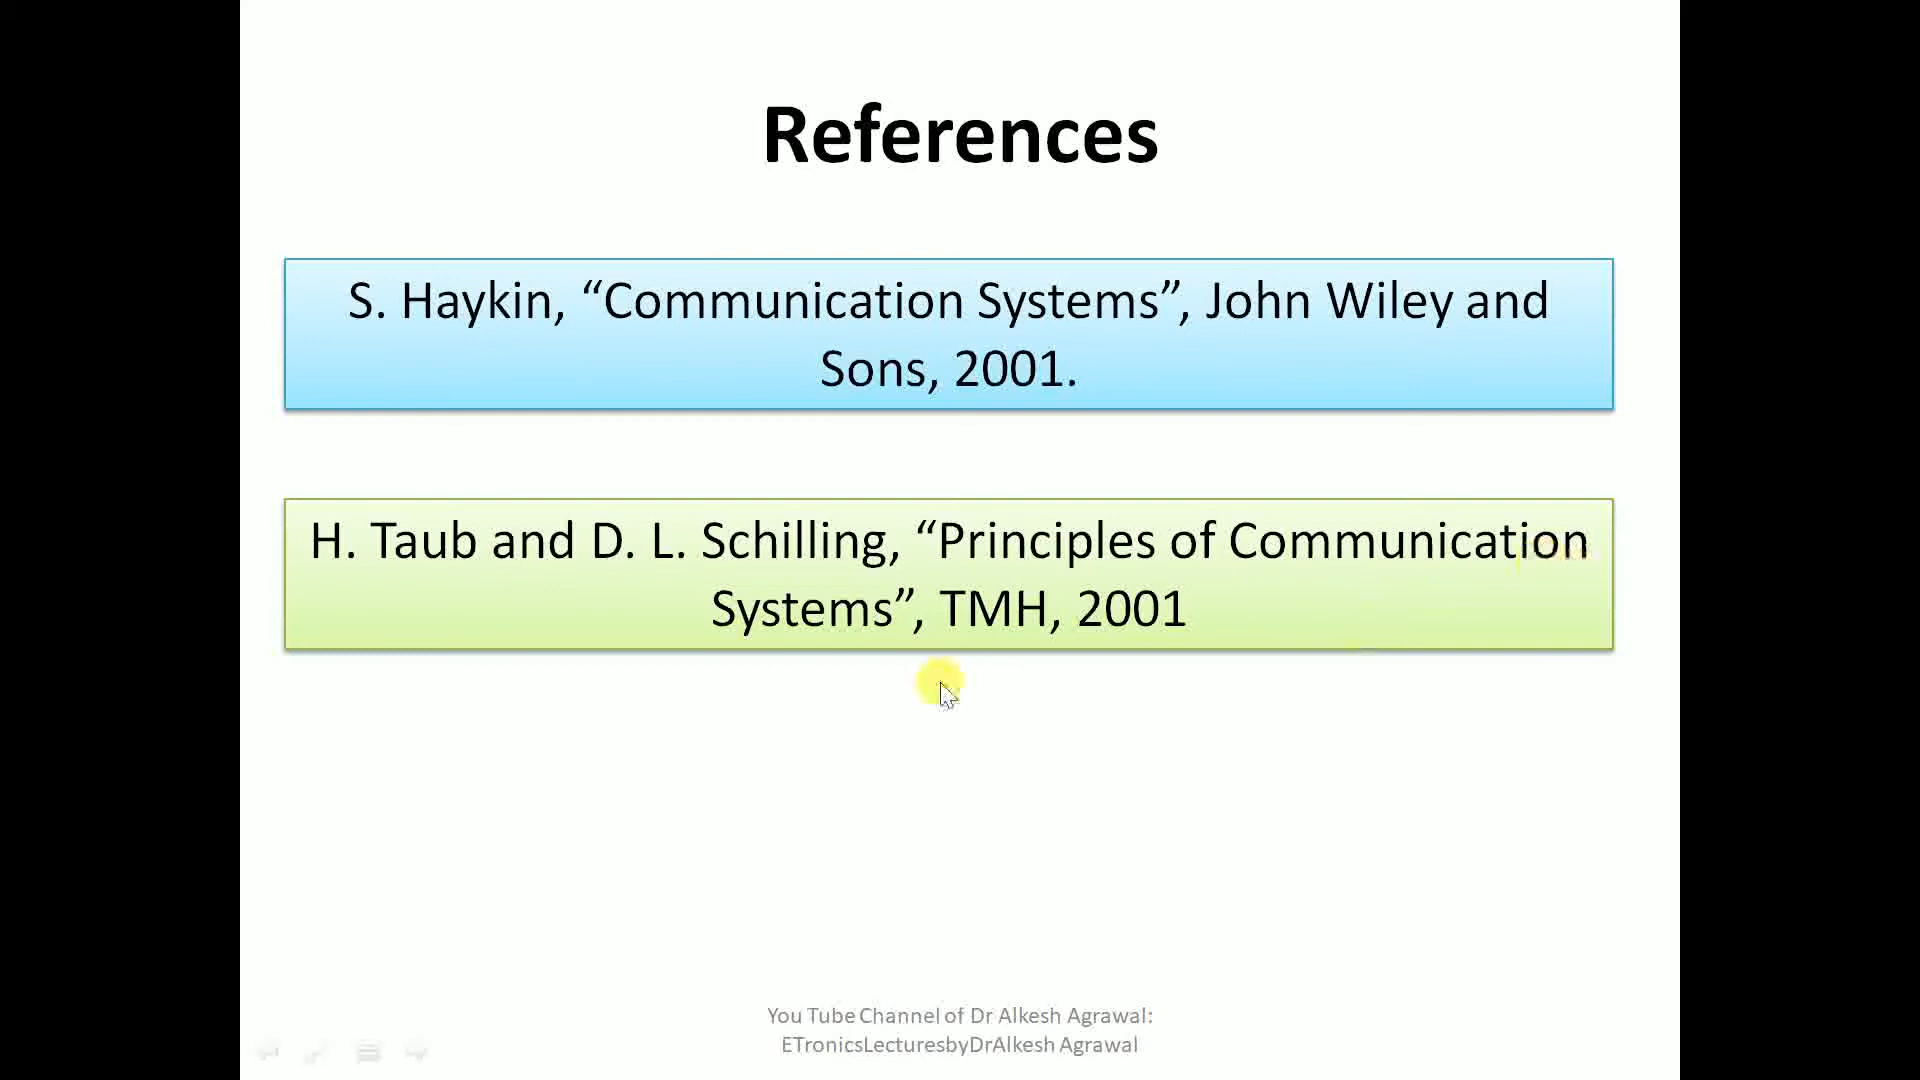 References
S. Haykin, “Communication Systems”, John Wiley and
Sons, 2001.
H. Taub and D. L. Schilling, “Principles of Communication
Systems”, TMH, 2001
You Tube Channel of Dr Alkesh Agrawal:
ETronicsLecturesbyDrAlkesh Agrawal